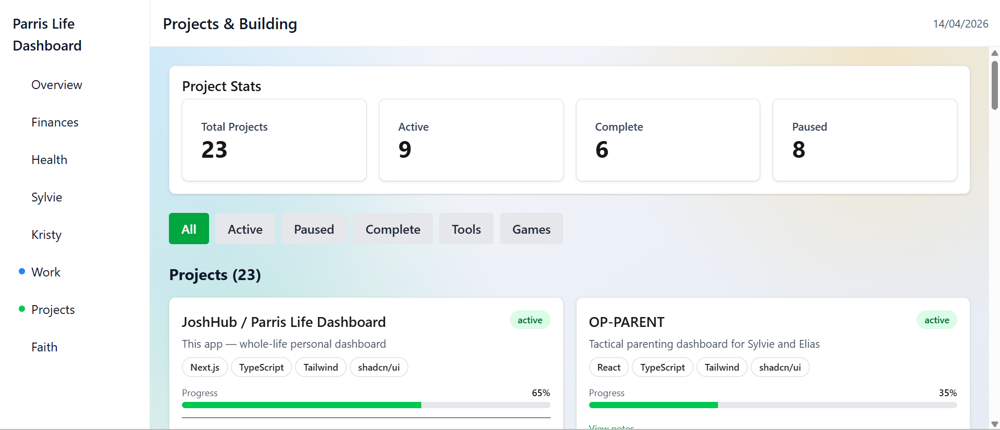 Parris Life
Dashboard
Overview
Finances
Health
Sylvie
Kristy
Work
Projects
Faith
Projects & Building
14/04/2026
Project Stats
Total Projects
23
Active
9
Complete
6
Paused
8
All
Active
Paused
Complete
Tools
Games
Projects (23)
JoshHub / Parris Life Dashboard
active
This app — whole-life personal dashboard
Next.js
TypeScript
Tailwind
shadcn/ui
Progress
65%
OP-PARENT
active
Tactical parenting dashboard for Sylvie and Elias
React
TypeScript
Tailwind
shadcn/ui
Progress
35%
View notes